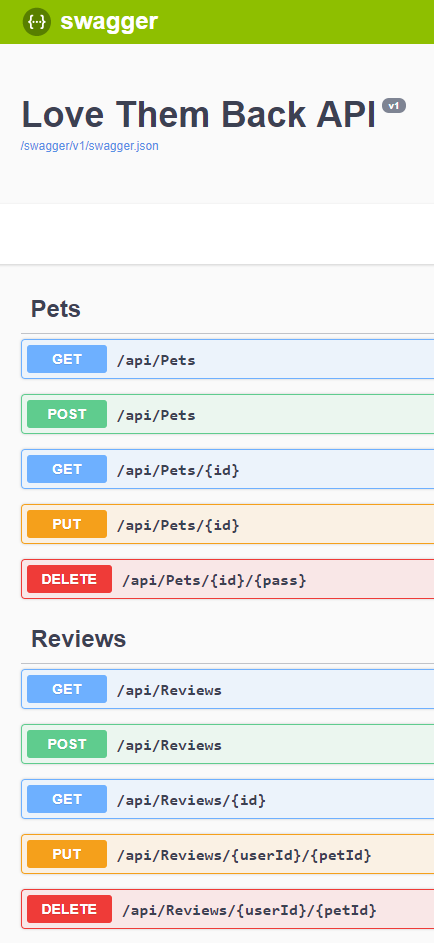 {··} swagger
Love Them Back API v1
/swagger/v1/swagger.json
Pets
GET /api/Pets
POST /api/Pets
GET /api/Pets/{id}
PUT /api/Pets/{id}
DELETE /api/Pets/{id}/{pass}
Reviews
GET /api/Reviews
POST /api/Reviews
GET /api/Reviews/{id}
PUT /api/Reviews/{userId}/{petId}
DELETE /api/Reviews/{userId}/{petId}